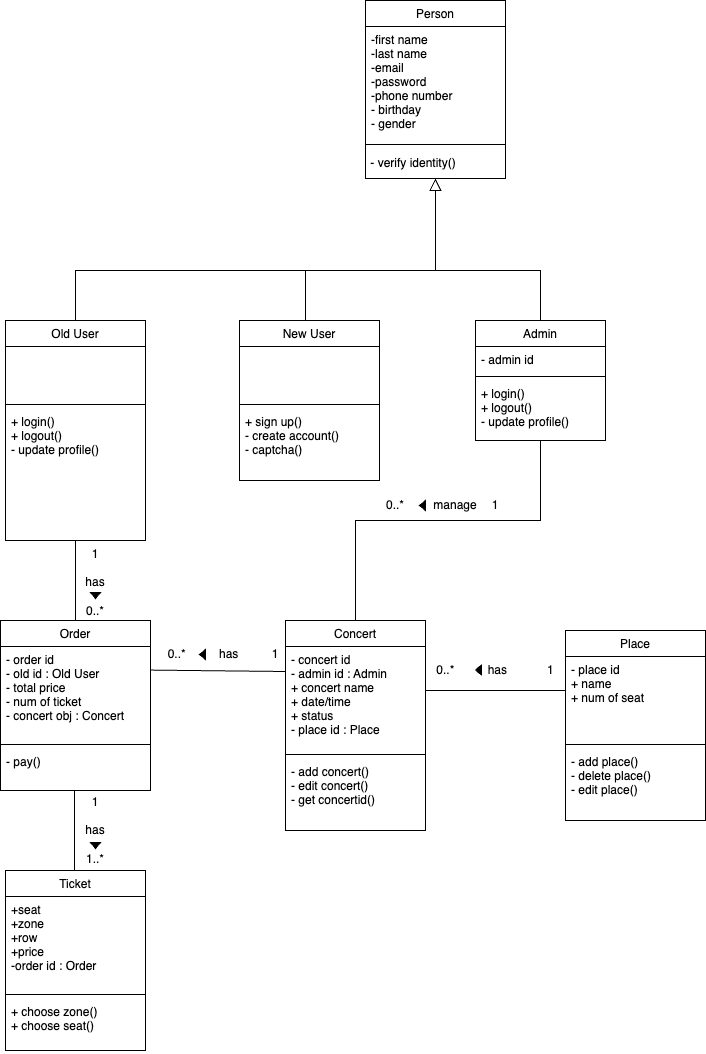 Person
-first name
-last name
-email
-password
-phone number
- birthday
- gender
- verify identity()
Old User
+ login()
+ logout()
- update profile()
New User
+ sign up()
- create account()
- captcha()
Admin
- admin id
+ login()
+ logout()
- update profile()
0..* manage 1
1
has
0..*
Order
- order id
- old id : Old User
- total price
- num of ticket
- concert obj : Concert
- pay()
0..* has 1
Concert
- concert id
- admin id : Admin
+ concert name
+ date/time
+ status
- place id : Place
- add concert()
- edit concert()
- get concertid()
0..* has 1
Place
- place id
+ name
+ num of seat
- add place()
- delete place()
- edit place()
1
has
1..*
Ticket
+seat
+zone
+row
+price
-order id : Order
+ choose zone()
+ choose seat()